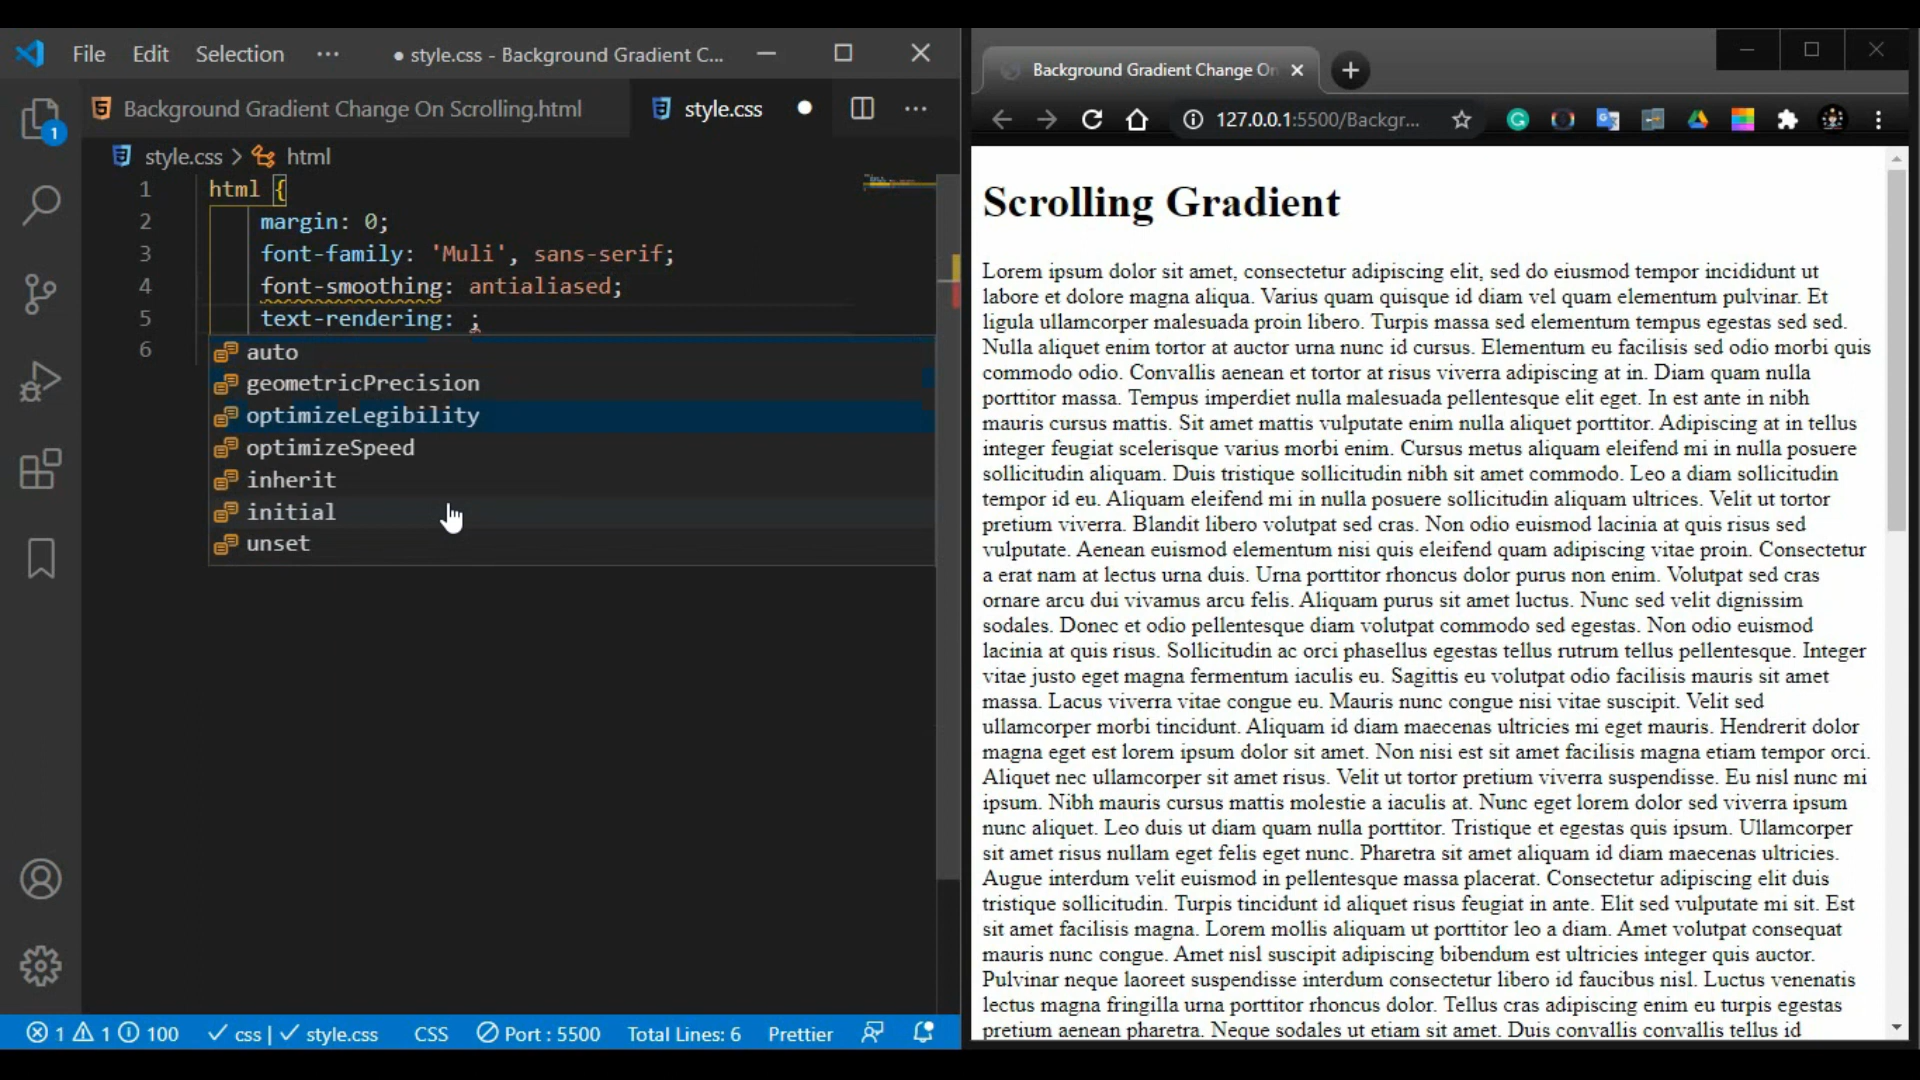 File Edit Selection ··· ● style.css - Background Gradient C...
Background Gradient Change On Scrolling.html style.css ● ···
style.css > html
1 html {
2 margin: 0;
3 font-family: 'Muli', sans-serif;
4 font-smoothing: antialiased;
5 text-rendering: ;
6
auto
geometricPrecision
optimizeLegibility
optimizeSpeed
inherit
initial
unset
1
1 1 100 css | style.css CSS Port : 5500 Total Lines: 6 Prettier
Background Gradient Change On
127.0.0.1:5500/Backgr...
Scrolling Gradient
Lorem ipsum dolor sit amet, consectetur adipiscing elit, sed do eiusmod tempor incididunt ut
labore et dolore magna aliqua. Varius quam quisque id diam vel quam elementum pulvinar. Et
ligula ullamcorper malesuada proin libero. Turpis massa sed elementum tempus egestas sed sed.
Nulla aliquet enim tortor at auctor urna nunc id cursus. Elementum eu facilisis sed odio morbi quis
commodo odio. Convallis aenean et tortor at risus viverra adipiscing at in. Diam quam nulla
porttitor massa. Tempus imperdiet nulla malesuada pellentesque elit eget. In est ante in nibh
mauris cursus mattis. Sit amet mattis vulputate enim nulla aliquet porttitor. Adipiscing at in tellus
integer feugiat scelerisque varius morbi enim. Cursus metus aliquam eleifend mi in nulla posuere
sollicitudin aliquam. Duis tristique sollicitudin nibh sit amet commodo. Leo a diam sollicitudin
tempor id eu. Aliquam eleifend mi in nulla posuere sollicitudin aliquam ultrices. Velit ut tortor
pretium viverra. Blandit libero volutpat sed cras. Non odio euismod lacinia at quis risus sed
vulputate. Aenean euismod elementum nisi quis eleifend quam adipiscing vitae proin. Consectetur
a erat nam at lectus urna duis. Urna porttitor rhoncus dolor purus non enim. Volutpat sed cras
ornare arcu dui vivamus arcu felis. Aliquam purus sit amet luctus. Nunc sed velit dignissim
sodales. Donec et odio pellentesque diam volutpat commodo sed egestas. Non odio euismod
lacinia at quis risus. Sollicitudin ac orci phasellus egestas tellus rutrum tellus pellentesque. Integer
vitae justo eget magna fermentum iaculis eu. Sagittis eu volutpat odio facilisis mauris sit amet
massa. Lacus viverra vitae congue eu. Mauris nunc congue nisi vitae suscipit. Velit sed
ullamcorper morbi tincidunt. Aliquam id diam maecenas ultricies mi eget mauris. Hendrerit dolor
magna eget est lorem ipsum dolor sit amet. Non nisi est sit amet facilisis magna etiam tempor orci.
Aliquet nec ullamcorper sit amet risus. Velit ut tortor pretium viverra suspendisse. Eu nisl nunc mi
ipsum. Nibh mauris cursus mattis molestie a iaculis at. Nunc eget lorem dolor sed viverra ipsum
nunc aliquet. Leo duis ut diam quam nulla porttitor. Tristique et egestas quis ipsum. Ullamcorper
sit amet risus nullam eget felis eget nunc. Pharetra sit amet aliquam id diam maecenas ultricies.
Augue interdum velit euismod in pellentesque massa placerat. Consectetur adipiscing elit duis
tristique sollicitudin. Turpis tincidunt id aliquet risus feugiat in ante. Elit sed vulputate mi sit. Est
sit amet facilisis magna. Lorem mollis aliquam ut porttitor leo a diam. Amet volutpat consequat
mauris nunc congue. Amet nisl suscipit adipiscing bibendum est ultricies integer quis auctor.
Pulvinar neque laoreet suspendisse interdum consectetur libero id faucibus nisl. Luctus venenatis
lectus magna fringilla urna porttitor rhoncus dolor. Tellus cras adipiscing enim eu turpis egestas
pretium aenean pharetra. Neque sodales ut etiam sit amet. Duis convallis convallis tellus id